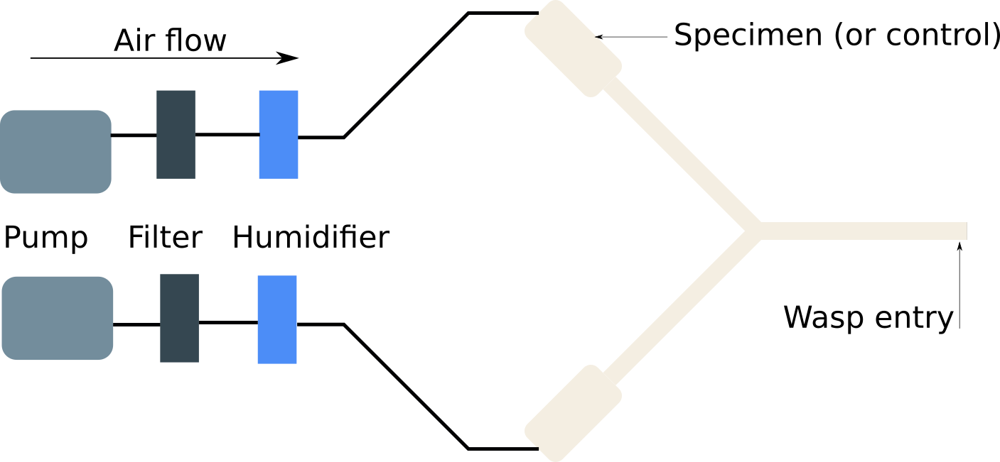 Air flow
Specimen (or control)
Pump
Filter
Humidifier
Wasp entry